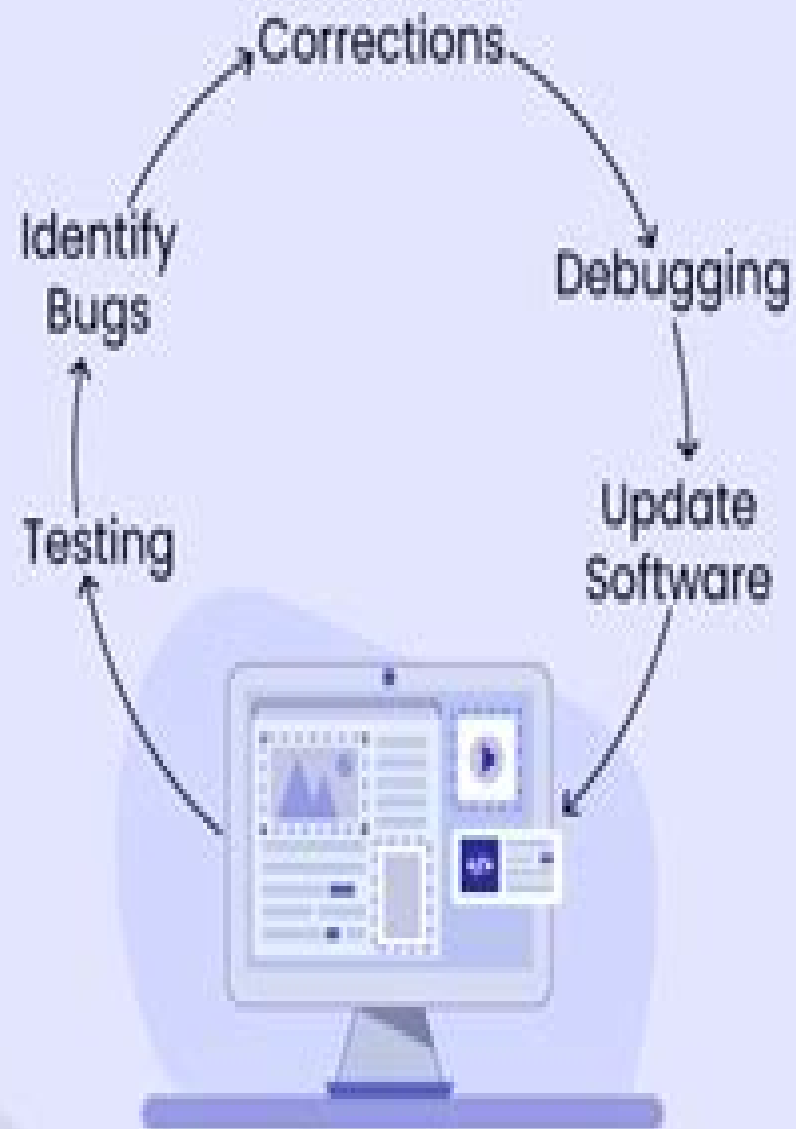 Corrections
Identify
Bugs
Debugging
Testing
Update
Software
</>